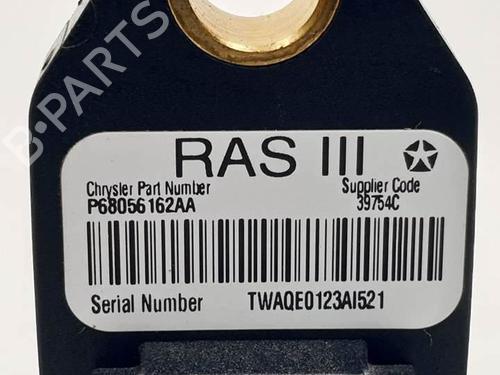 B-PARTS
RAS III
Chrysler Part Number Supplier Code
P68056162AA 39754C
Serial Number TWAQE0123AI521